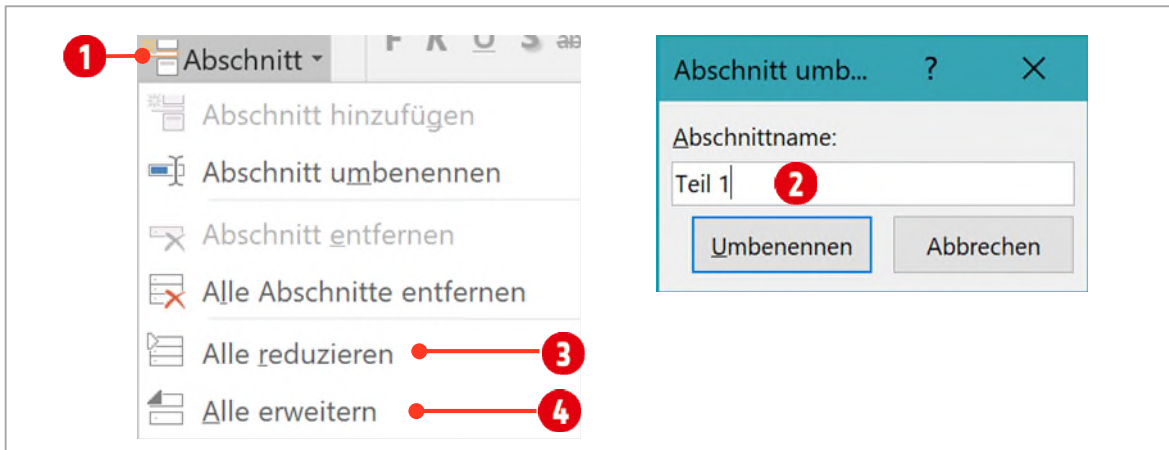 1
Abschnitt
F K U S ab
Abschnitt hinzufügen
Abschnitt umbenennen
Abschnitt entfernen
Alle Abschnitte entfernen
Alle reduzieren
3
Alle erweitern
4
Abschnitt umb... ?
Abschnittname:
Teil 1
2
Umbenennen
Abbrechen